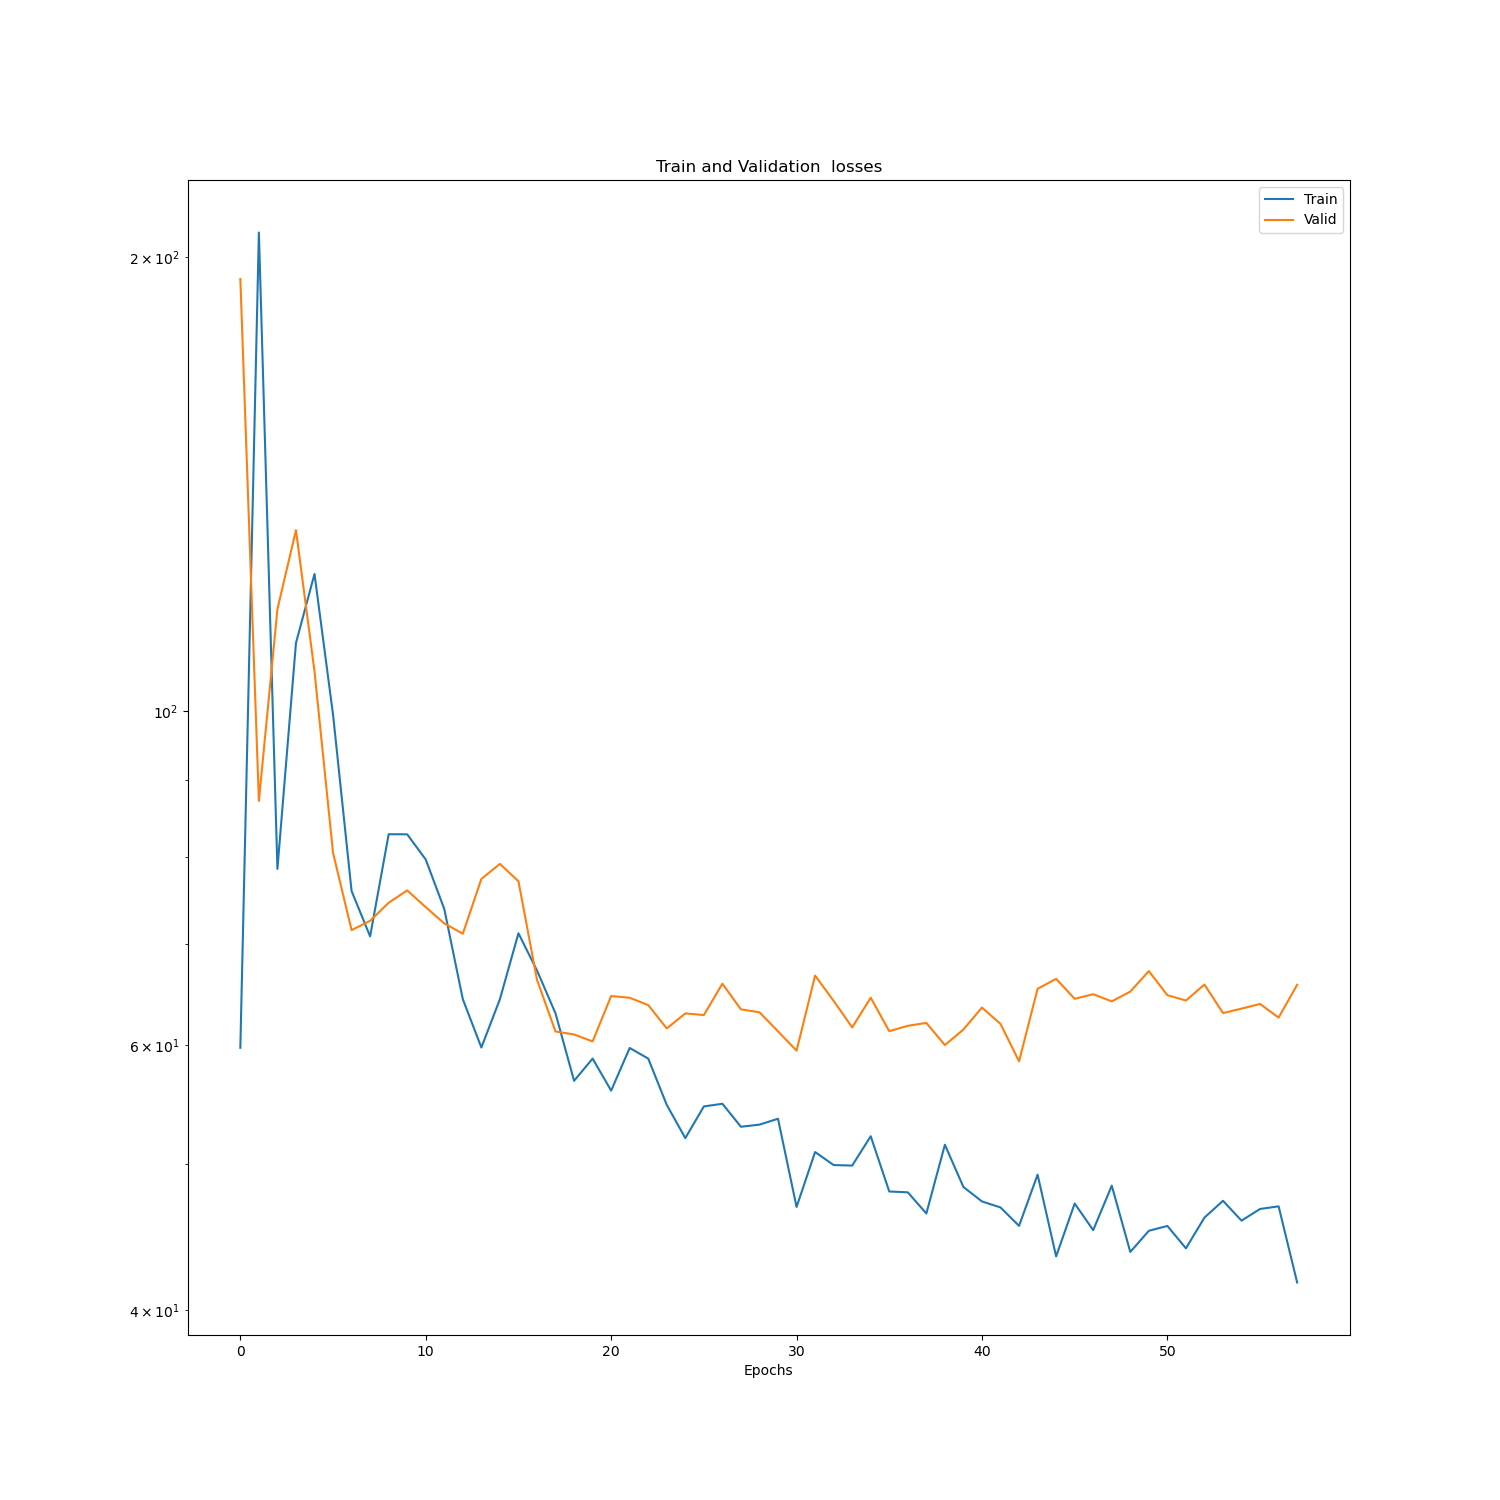 Train and Validation  losses
Train
Valid
2 × 10²
10²
6 × 10¹
4 × 10¹
0 10 20 30 40 50
Epochs